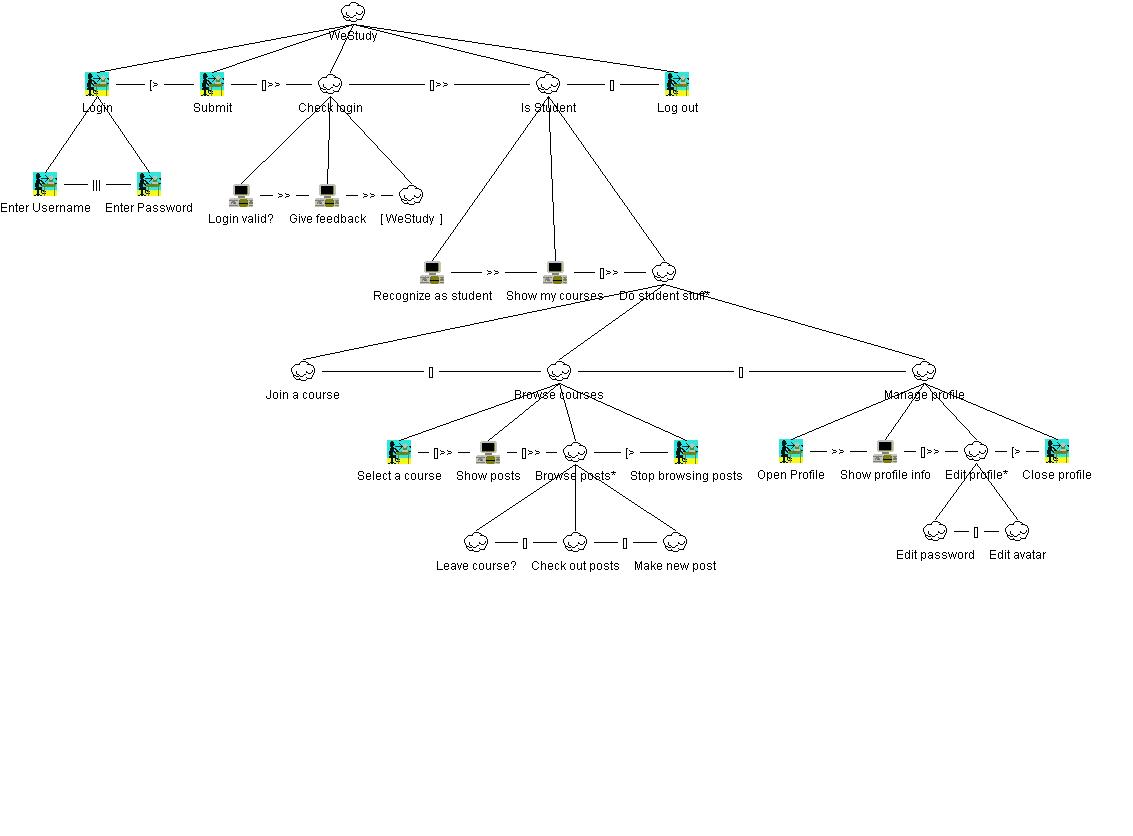 WeStudy
[> []>> []>> []
Login Submit Check login Is Student Log out
||| >> >>
Enter Username Enter Password Login valid? Give feedback [ WeStudy ]
>> []>>
Recognize as student Show my courses Do student stuff*
[] []
Join a course Browse courses Manage profile
[]>> []>> [> >> []>> [>
Select a course Show posts Browse posts* Stop browsing posts Open Profile Show profile info Edit profile* Close profile
[] [] []
Edit password Edit avatar
Leave course? Check out posts Make new post